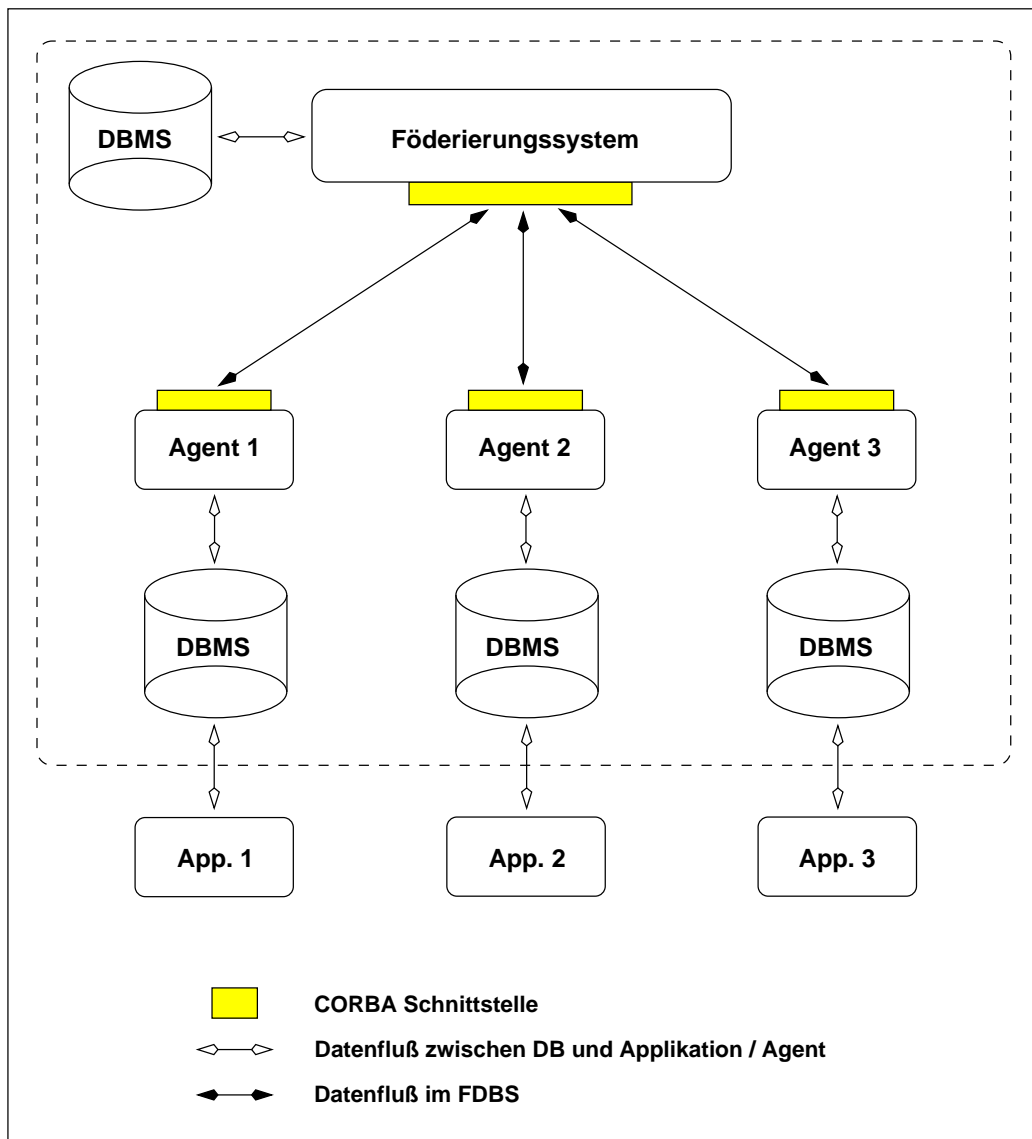 DBMS
Föderierungssystem
Agent 1
Agent 2
Agent 3
DBMS
DBMS
DBMS
App. 1
App. 2
App. 3
CORBA Schnittstelle
Datenfluß zwischen DB und Applikation / Agent
Datenfluß im FDBS